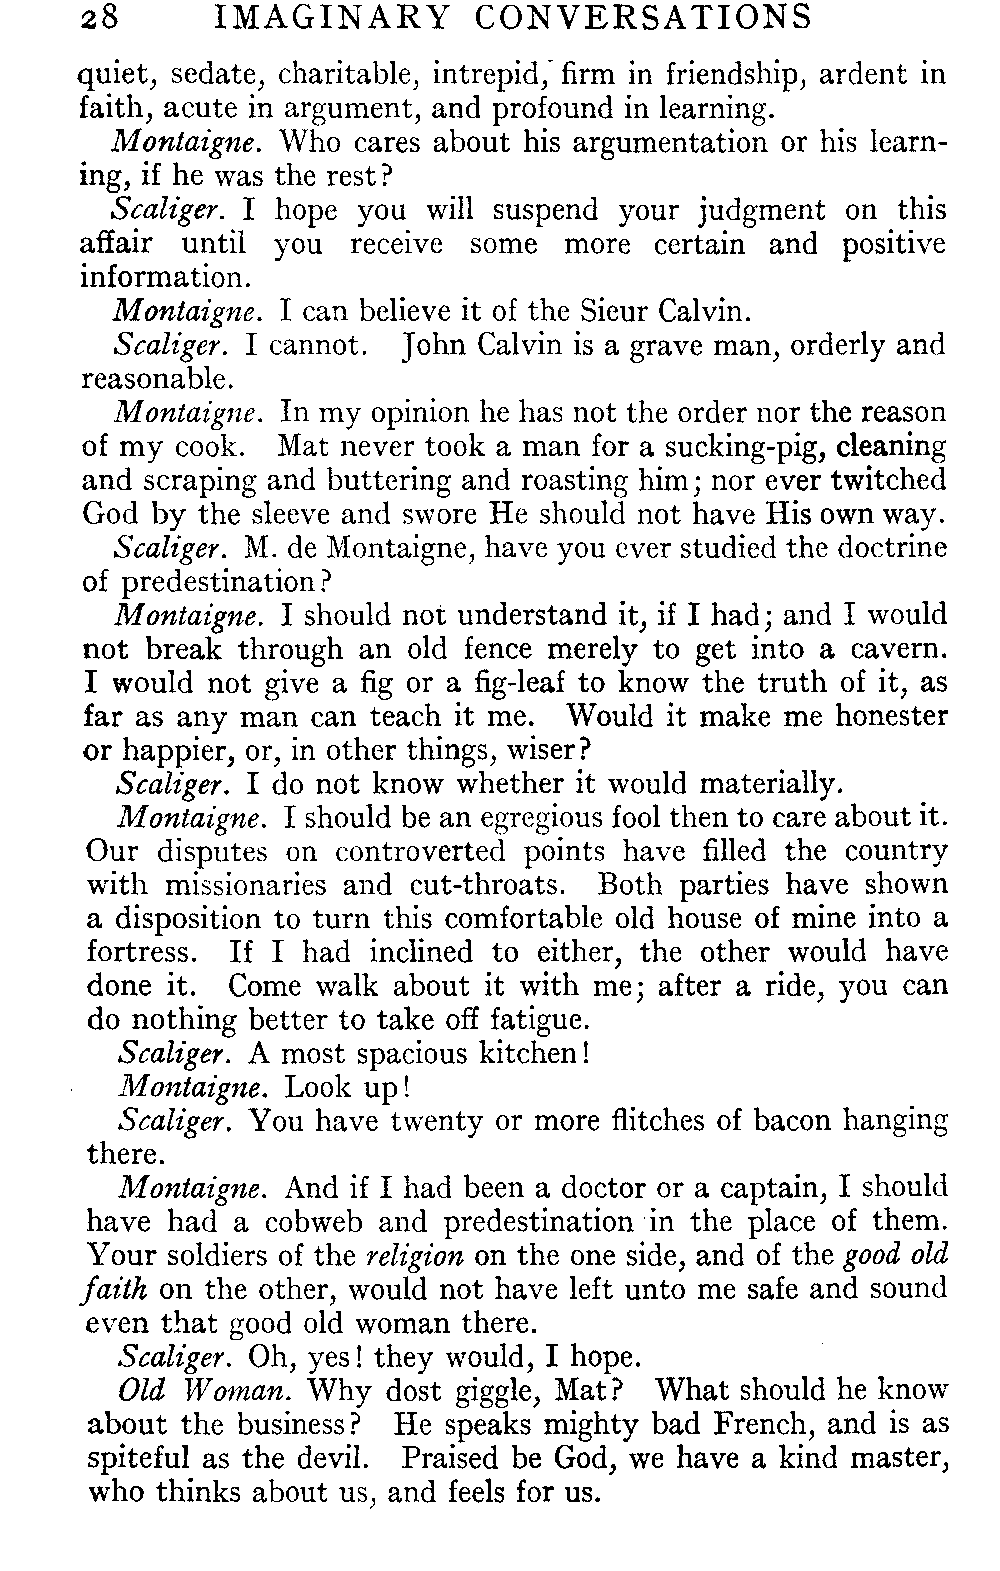 28 IMAGINARY CONVERSATIONS
quiet, sedate, charitable, intrepid, firm in friendship, ardent in
faith, acute in argument, and profound in learning.
Montaigne. Who cares about his argumentation or his learn-
ing, if he was the rest?
Scaliger. I hope you will suspend your judgment on this
affair until you receive some more certain and positive
information.
Montaigne. I can believe it of the Sieur Calvin.
Scaliger. I cannot. John Calvin is a grave man, orderly and
reasonable.
Montaigne. In my opinion he has not the order nor the reason
of my cook. Mat never took a man for a sucking-pig, cleaning
and scraping and buttering and roasting him; nor ever twitched
God by the sleeve and swore He should not have His own way.
Scaliger. M. de Montaigne, have you ever studied the doctrine
of predestination?
Montaigne. I should not understand it, if I had; and I would
not break through an old fence merely to get into a cavern.
I would not give a fig or a fig-leaf to know the truth of it, as
far as any man can teach it me. Would it make me honester
or happier, or, in other things, wiser?
Scaliger. I do not know whether it would materially.
Montaigne. I should be an egregious fool then to care about it.
Our disputes on controverted points have filled the country
with missionaries and cut-throats. Both parties have shown
a disposition to turn this comfortable old house of mine into a
fortress. If I had inclined to either, the other would have
done it. Come walk about it with me; after a ride, you can
do nothing better to take off fatigue.
Scaliger. A most spacious kitchen!
Montaigne. Look up!
Scaliger. You have twenty or more flitches of bacon hanging
there.
Montaigne. And if I had been a doctor or a captain, I should
have had a cobweb and predestination in the place of them.
Your soldiers of the religion on the one side, and of the good old
faith on the other, would not have left unto me safe and sound
even that good old woman there.
Scaliger. Oh, yes! they would, I hope.
Old Woman. Why dost giggle, Mat? What should he know
about the business? He speaks mighty bad French, and is as
spiteful as the devil. Praised be God, we have a kind master,
who thinks about us, and feels for us.